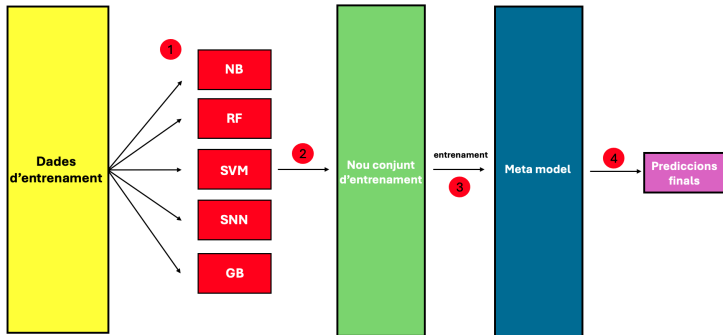 1
NB
RF
SVM
SNN
GB
Dades
d'entrenament
2
Nou conjunt
d'entrenament
entrenament
3
Meta model
4
Prediccions
finals